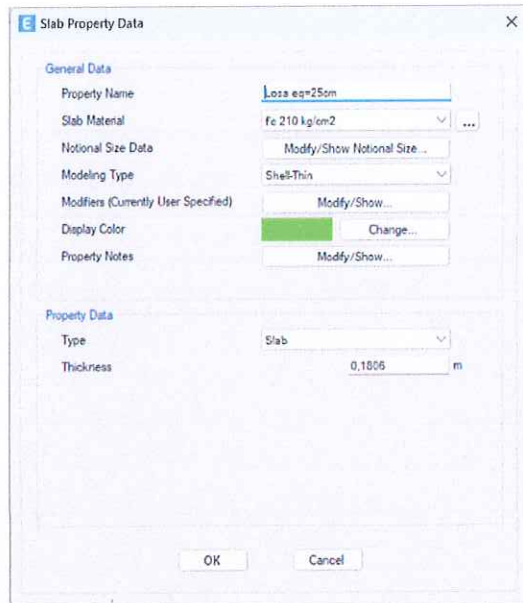 E Slab Property Data
General Data
Property Name Losa eq=25cm
Slab Material f'c 210 kg/cm2 ...
Notional Size Data Modify/Show Notional Size...
Modeling Type Shell-Thin
Modifiers (Currently User Specified) Modify/Show...
Display Color Change...
Property Notes Modify/Show...
Property Data
Type Slab
Thickness 0,1806 m
OK Cancel